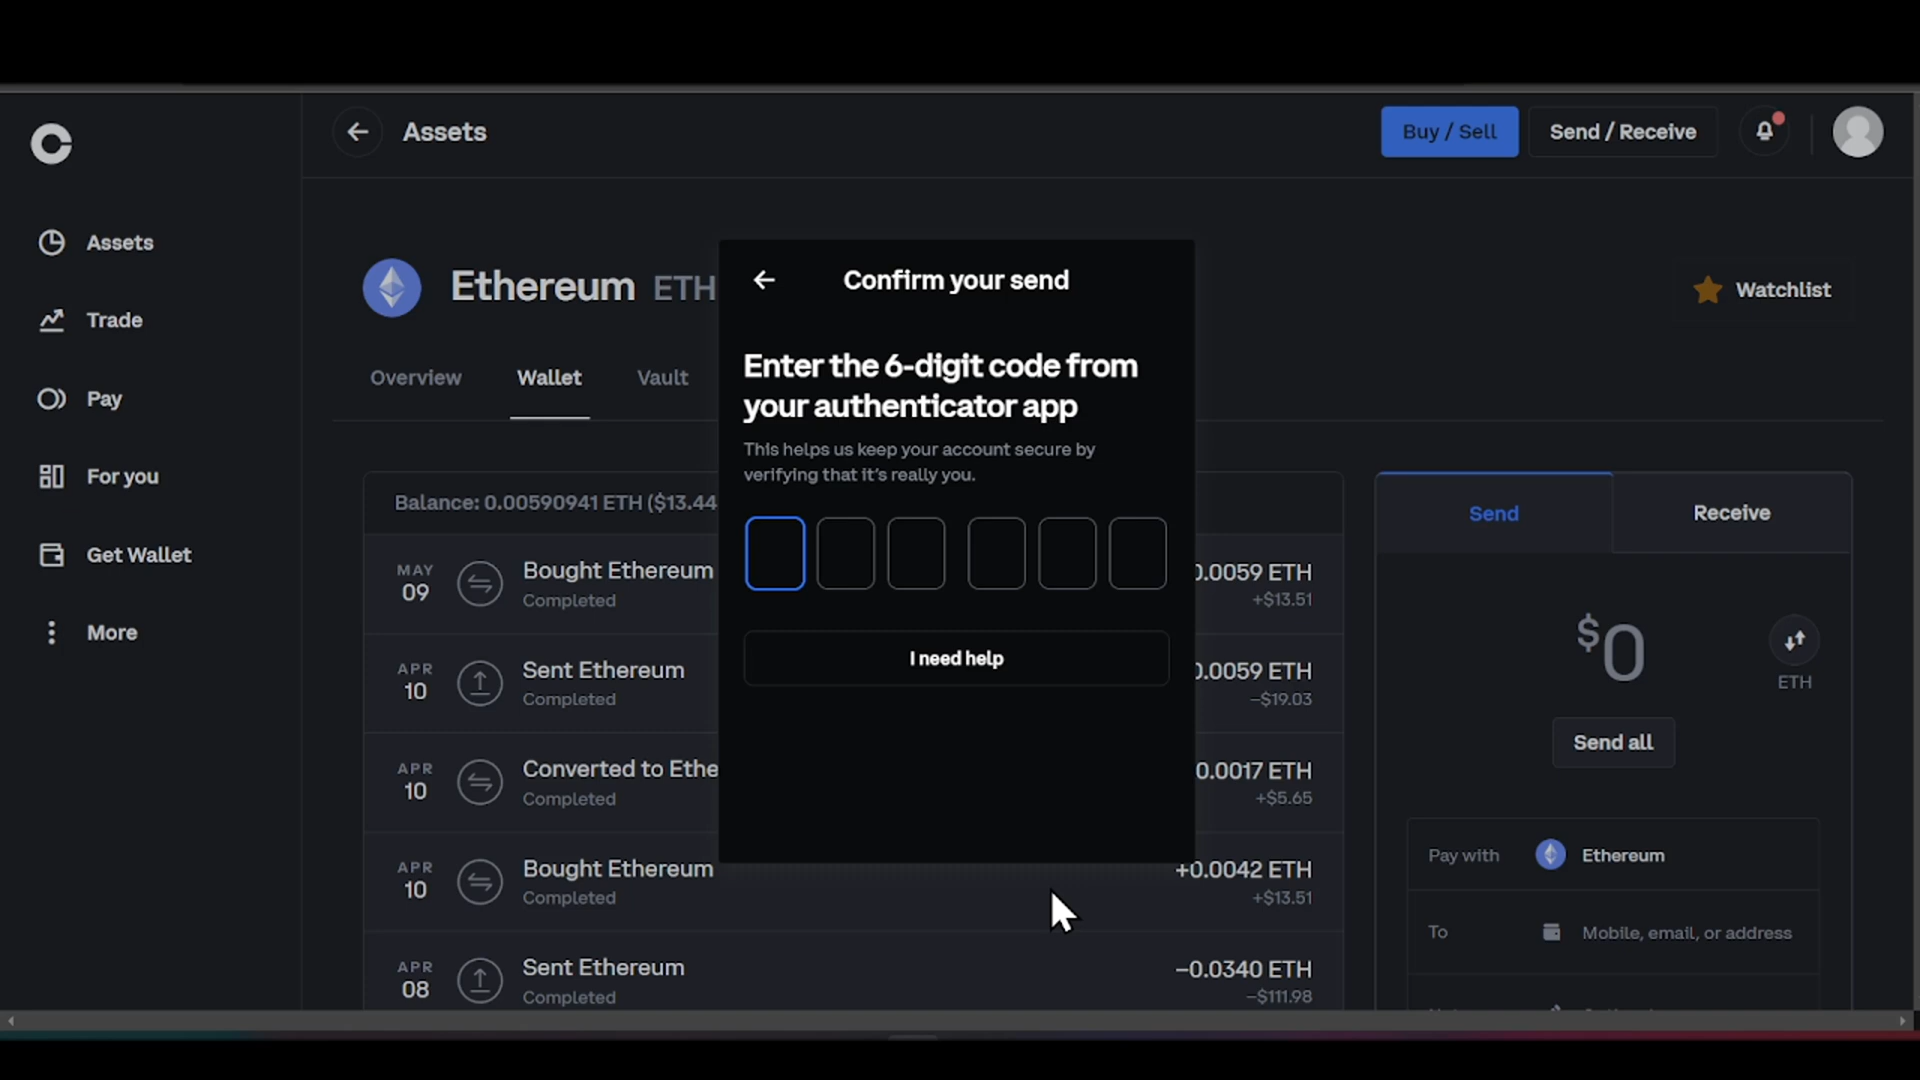 Assets
Buy / Sell
Send / Receive
Assets
Trade
Pay
For you
Get Wallet
More
Ethereum ETH
Watchlist
Overview
Wallet
Vault
Confirm your send
Enter the 6-digit code from
your authenticator app
This helps us keep your account secure by
verifying that it's really you.
I need help
Balance: 0.00590941 ETH ($13.44
MAY
09
Bought Ethereum
Completed
0.0059 ETH
+$13.51
APR
10
Sent Ethereum
Completed
0.0059 ETH
−$19.03
APR
10
Converted to Ethe
Completed
0.0017 ETH
+$5.65
APR
10
Bought Ethereum
Completed
+0.0042 ETH
+$13.51
APR
08
Sent Ethereum
Completed
−0.0340 ETH
−$111.98
Send
Receive
$0
ETH
Send all
Pay with
Ethereum
To
Mobile, email, or address